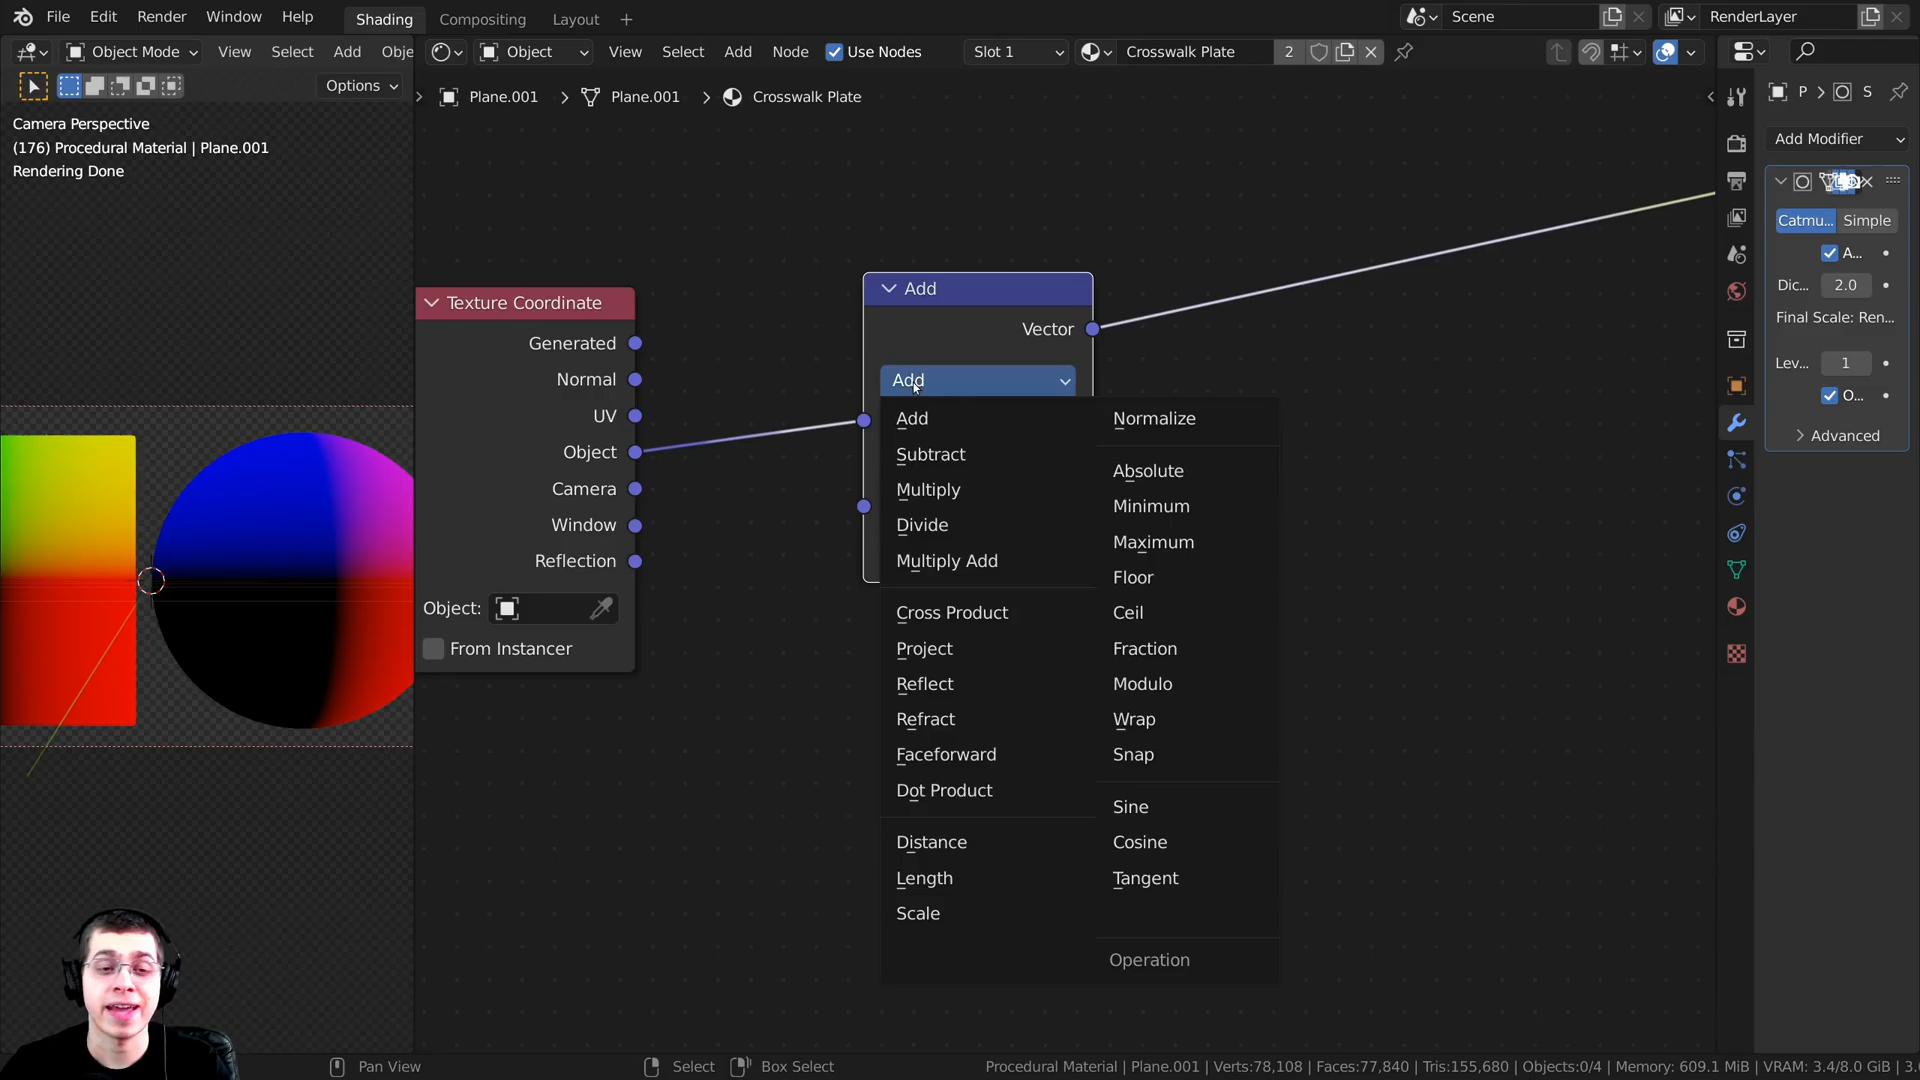 File Edit Render Window Help Shading Compositing Layout + Scene RenderLayer
Object Mode View Select Add Obje Object View Select Add Node Use Nodes Slot 1 Crosswalk Plate 2
Options Plane.001 > Plane.001 > Crosswalk Plate P > S
Camera Perspective
(176) Procedural Material | Plane.001
Rendering Done
Add Modifier
Catmu... Simple
A...
Dic... 2.0
Final Scale: Ren...
Lev... 1
O...
> Advanced
Texture Coordinate
Generated
Normal
UV
Object
Camera
Window
Reflection
Object:
From Instancer
Add
Vector
Add
Add
Subtract
Multiply
Divide
Multiply Add
Cross Product
Project
Reflect
Refract
Faceforward
Dot Product
Distance
Length
Scale
Normalize
Absolute
Minimum
Maximum
Floor
Ceil
Fraction
Modulo
Wrap
Snap
Sine
Cosine
Tangent
Operation
Pan View Select Box Select Procedural Material | Plane.001 | Verts:78,108 | Faces:77,840 | Tris:155,680 | Objects:0/4 | Memory: 609.1 MiB | VRAM: 3.4/8.0 GiB | 3.